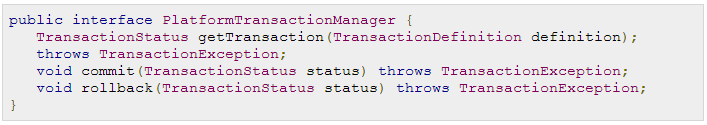 public interface PlatformTransactionManager {
TransactionStatus getTransaction(TransactionDefinition definition);
throws TransactionException;
void commit(TransactionStatus status) throws TransactionException;
void rollback(TransactionStatus status) throws TransactionException;
}